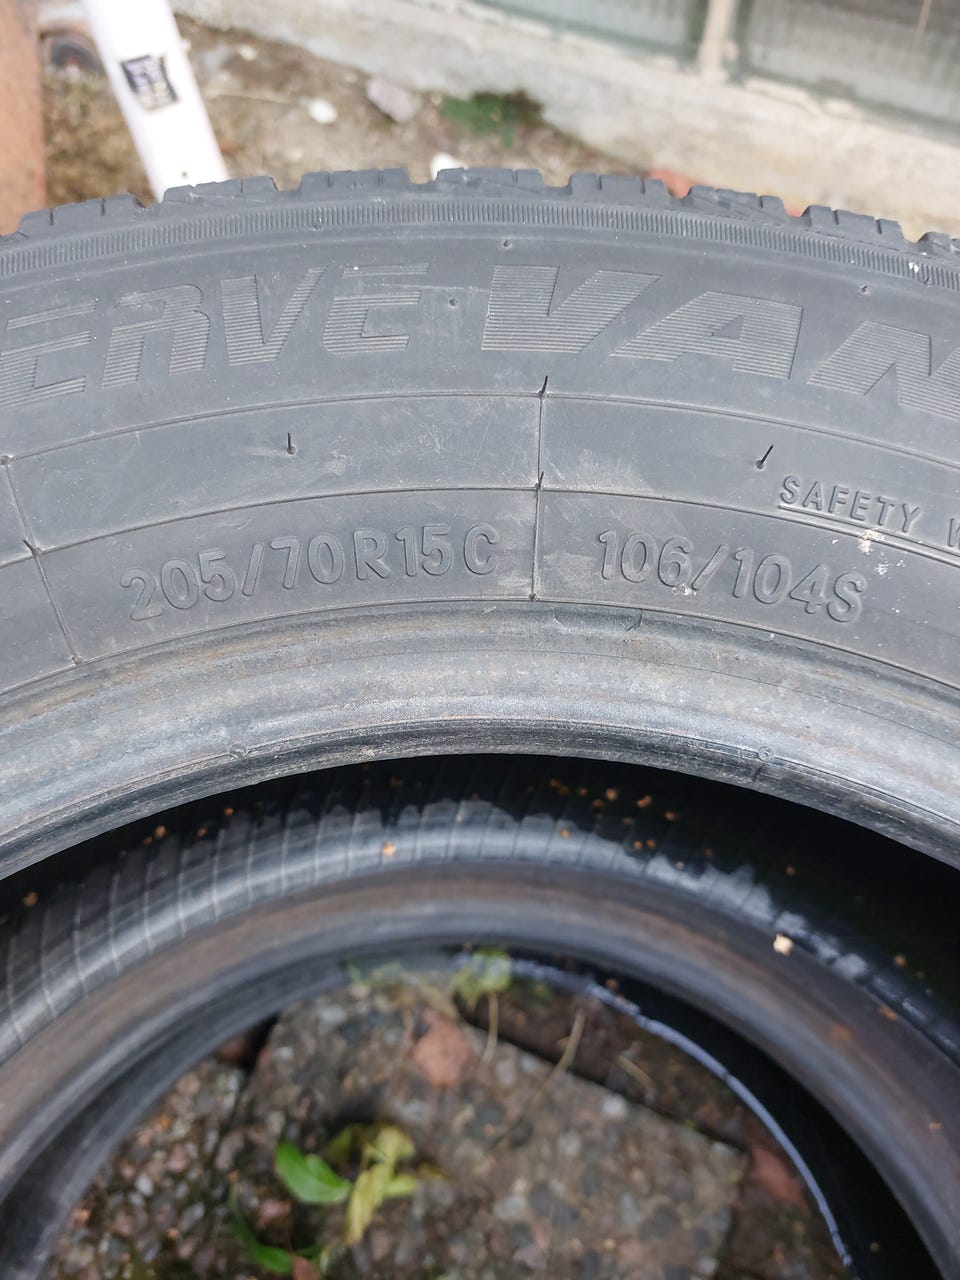 ERVE VAN
SAFETY
205/70R15C 106/104S